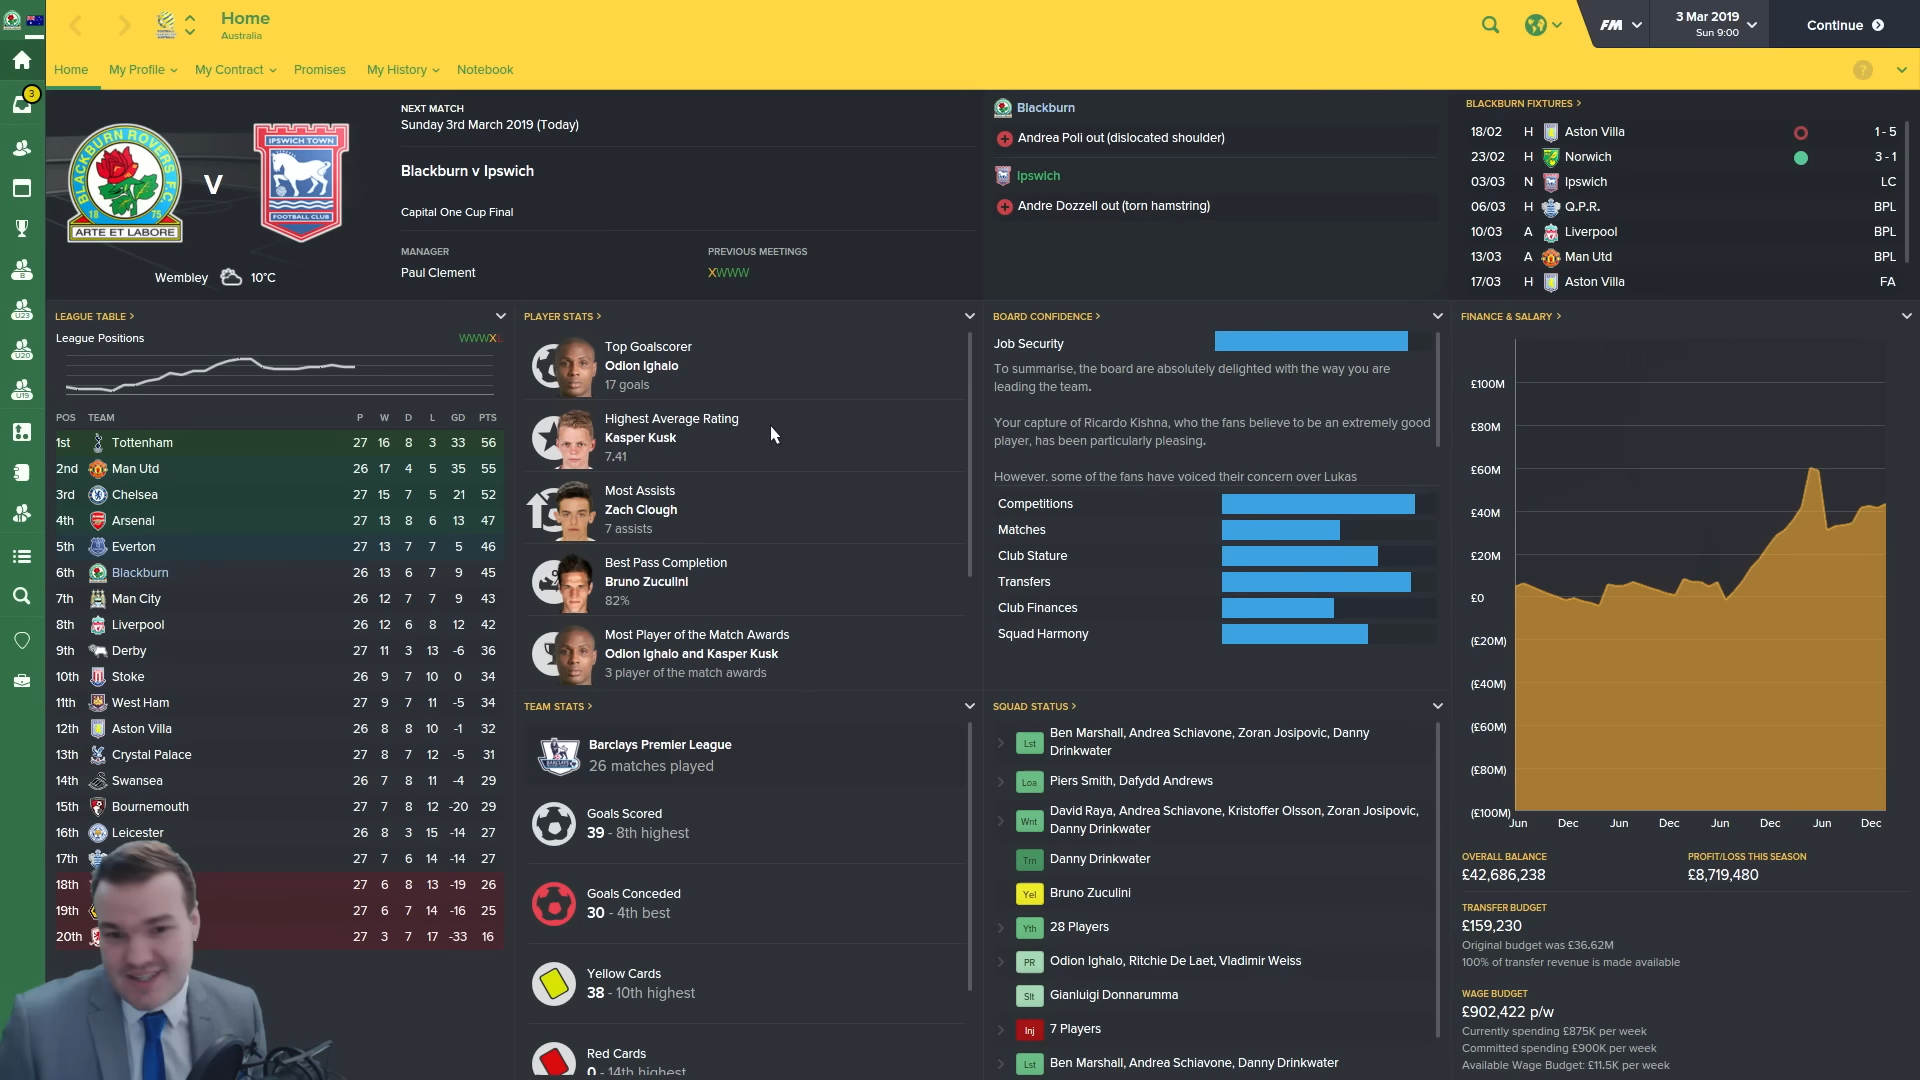 Home
Australia
FM
3 Mar 2019
Sun 9:00
Continue
Home
My Profile
My Contract
Promises
My History
Notebook
?
3
B
U23
U20
U19
BLACKBURN ROVERS F.C.
18 75
ARTE ET LABORE
V
IPSWICH TOWN
FOOTBALL CLUB
Wembley
10°C
NEXT MATCH
Sunday 3rd March 2019 (Today)
Blackburn v Ipswich
Capital One Cup Final
MANAGER
Paul Clement
PREVIOUS MEETINGS
XWWW
Blackburn
Andrea Poli out (dislocated shoulder)
Ipswich
Andre Dozzell out (torn hamstring)
BLACKBURN FIXTURES >
18/02 H Aston Villa 1 - 5
23/02 H Norwich 3 - 1
03/03 N Ipswich LC
06/03 H Q.P.R. BPL
10/03 A Liverpool BPL
13/03 A Man Utd BPL
17/03 H Aston Villa FA
LEAGUE TABLE >
League Positions WWWXL
POS TEAM P W D L GD PTS
1st Tottenham 27 16 8 3 33 56
2nd Man Utd 26 17 4 5 35 55
3rd Chelsea 27 15 7 5 21 52
4th Arsenal 27 13 8 6 13 47
5th Everton 27 13 7 7 5 46
6th Blackburn 26 13 6 7 9 45
7th Man City 26 12 7 7 9 43
8th Liverpool 26 12 6 8 12 42
9th Derby 27 11 3 13 -6 36
10th Stoke 26 9 7 10 0 34
11th West Ham 27 9 7 11 -5 34
12th Aston Villa 26 8 8 10 -1 32
13th Crystal Palace 27 8 7 12 -5 31
14th Swansea 26 7 8 11 -4 29
15th Bournemouth 27 7 8 12 -20 29
16th Leicester 26 8 3 15 -14 27
17th 27 7 6 14 -14 27
18th 27 6 8 13 -19 26
19th 27 6 7 14 -16 25
20th 27 3 7 17 -33 16
PLAYER STATS >
Top Goalscorer
Odion Ighalo
17 goals
Highest Average Rating
Kasper Kusk
7.41
Most Assists
Zach Clough
7 assists
Best Pass Completion
Bruno Zuculini
82%
Most Player of the Match Awards
Odion Ighalo and Kasper Kusk
3 player of the match awards
TEAM STATS >
Barclays Premier League
26 matches played
Goals Scored
39 - 8th highest
Goals Conceded
30 - 4th best
Yellow Cards
38 - 10th highest
Red Cards
0 - 14th highest
BOARD CONFIDENCE >
Job Security
To summarise, the board are absolutely delighted with the way you are
leading the team.
Your capture of Ricardo Kishna, who the fans believe to be an extremely good
player, has been particularly pleasing.
However, some of the fans have voiced their concern over Lukas
Competitions
Matches
Club Stature
Transfers
Club Finances
Squad Harmony
SQUAD STATUS >
Lst Ben Marshall, Andrea Schiavone, Zoran Josipovic, Danny
Drinkwater
Loa Piers Smith, Dafydd Andrews
Wnt David Raya, Andrea Schiavone, Kristoffer Olsson, Zoran Josipovic,
Danny Drinkwater
Trn Danny Drinkwater
Yel Bruno Zuculini
Yth 28 Players
PR Odion Ighalo, Ritchie De Laet, Vladimir Weiss
Slt Gianluigi Donnarumma
Inj 7 Players
Lst Ben Marshall, Andrea Schiavone, Danny Drinkwater
FINANCE & SALARY >
£100M
£80M
£60M
£40M
£20M
£0
(£20M)
(£40M)
(£60M)
(£80M)
(£100M)
Jun Dec Jun Dec Jun Dec Jun Dec
OVERALL BALANCE
£42,686,238
PROFIT/LOSS THIS SEASON
£8,719,480
TRANSFER BUDGET
£159,230
Original budget was £36.62M
100% of transfer revenue is made available
WAGE BUDGET
£902,422 p/w
Currently spending £875K per week
Committed spending £900K per week
Available Wage Budget: £11.5K per week